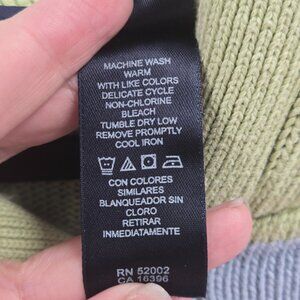 MACHINE WASH
WARM
WITH LIKE COLORS
DELICATE CYCLE
NON-CHLORINE
BLEACH
TUMBLE DRY LOW
REMOVE PROMPTLY
COOL IRON
CON COLORES
SIMILARES
BLANQUEADOR SIN
CLORO
RETIRAR
INMEDIATAMENTE
RN 52002
CA 16396